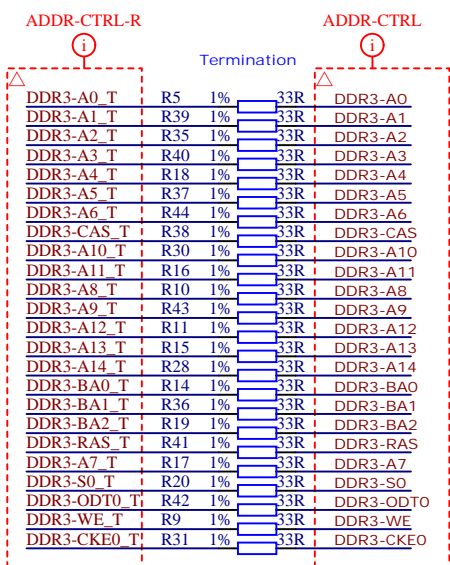 ADDR-CTRL-R ADDR-CTRL
i i
Termination
DDR3-A0_T R5 1% 33R DDR3-A0
DDR3-A1_T R39 1% 33R DDR3-A1
DDR3-A2_T R35 1% 33R DDR3-A2
DDR3-A3_T R40 1% 33R DDR3-A3
DDR3-A4_T R18 1% 33R DDR3-A4
DDR3-A5_T R37 1% 33R DDR3-A5
DDR3-A6_T R44 1% 33R DDR3-A6
DDR3-CAS_T R38 1% 33R DDR3-CAS
DDR3-A10_T R30 1% 33R DDR3-A10
DDR3-A11_T R16 1% 33R DDR3-A11
DDR3-A8_T R10 1% 33R DDR3-A8
DDR3-A9_T R43 1% 33R DDR3-A9
DDR3-A12_T R11 1% 33R DDR3-A12
DDR3-A13_T R15 1% 33R DDR3-A13
DDR3-A14_T R28 1% 33R DDR3-A14
DDR3-BA0_T R14 1% 33R DDR3-BA0
DDR3-BA1_T R36 1% 33R DDR3-BA1
DDR3-BA2_T R19 1% 33R DDR3-BA2
DDR3-RAS_T R41 1% 33R DDR3-RAS
DDR3-A7_T R17 1% 33R DDR3-A7
DDR3-S0_T R20 1% 33R DDR3-S0
DDR3-ODT0_T R42 1% 33R DDR3-ODT0
DDR3-WE_T R9 1% 33R DDR3-WE
DDR3-CKE0_T R31 1% 33R DDR3-CKE0